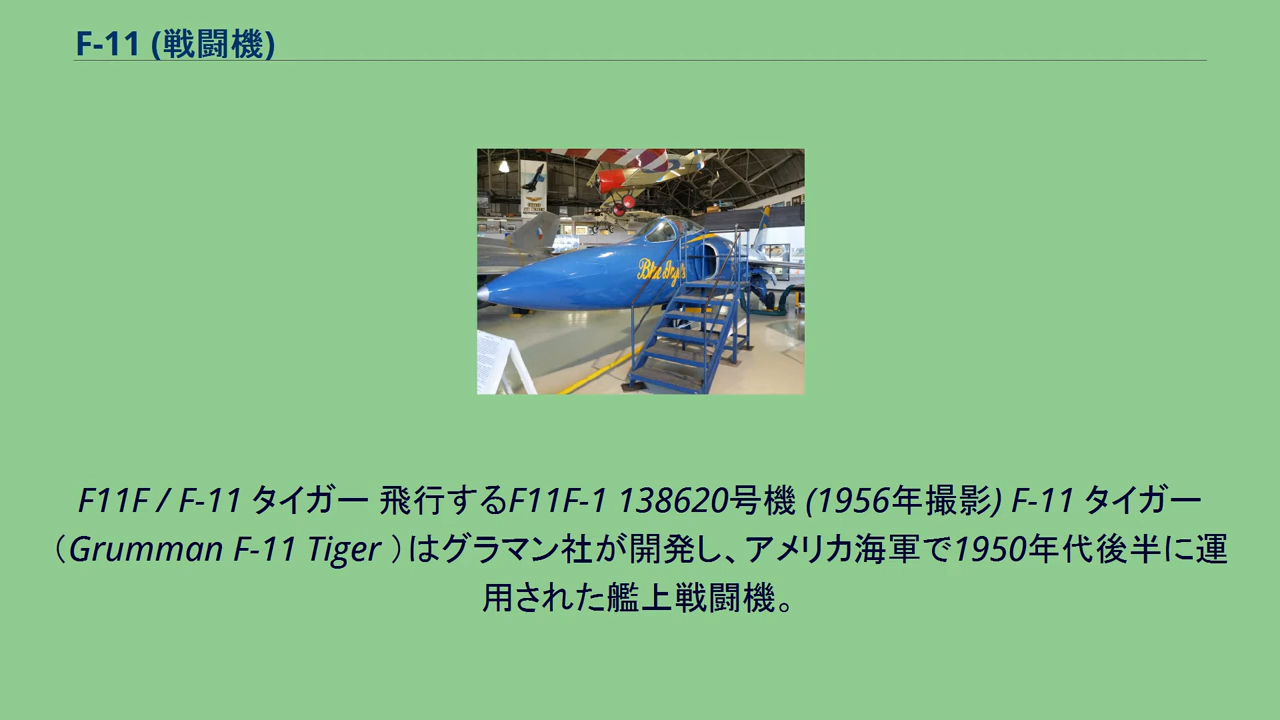 F-11 (戦闘機)
Blue Angels
F11F / F-11 タイガー 飛行するF11F-1 138620号機 (1956年撮影) F-11 タイガー
（Grumman F-11 Tiger ）はグラマン社が開発し、アメリカ海軍で1950年代後半に運
用された艦上戦闘機。